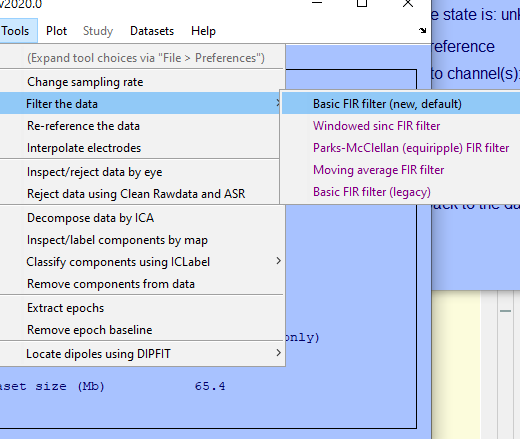 v2020.0
Tools Plot Study Datasets Help
(Expand tool choices via "File > Preferences")
Change sampling rate
Filter the data
Re-reference the data
Interpolate electrodes
Inspect/reject data by eye
Reject data using Clean Rawdata and ASR
Decompose data by ICA
Inspect/label components by map
Classify components using ICLabel
Remove components from data
Extract epochs
Remove epoch baseline
Locate dipoles using DIPFIT
Basic FIR filter (new, default)
Windowed sinc FIR filter
Parks-McClellan (equiripple) FIR filter
Moving average FIR filter
Basic FIR filter (legacy)
only)
aset size (Mb) 65.4
e state is: unk
reference
to channel(s):
to the da